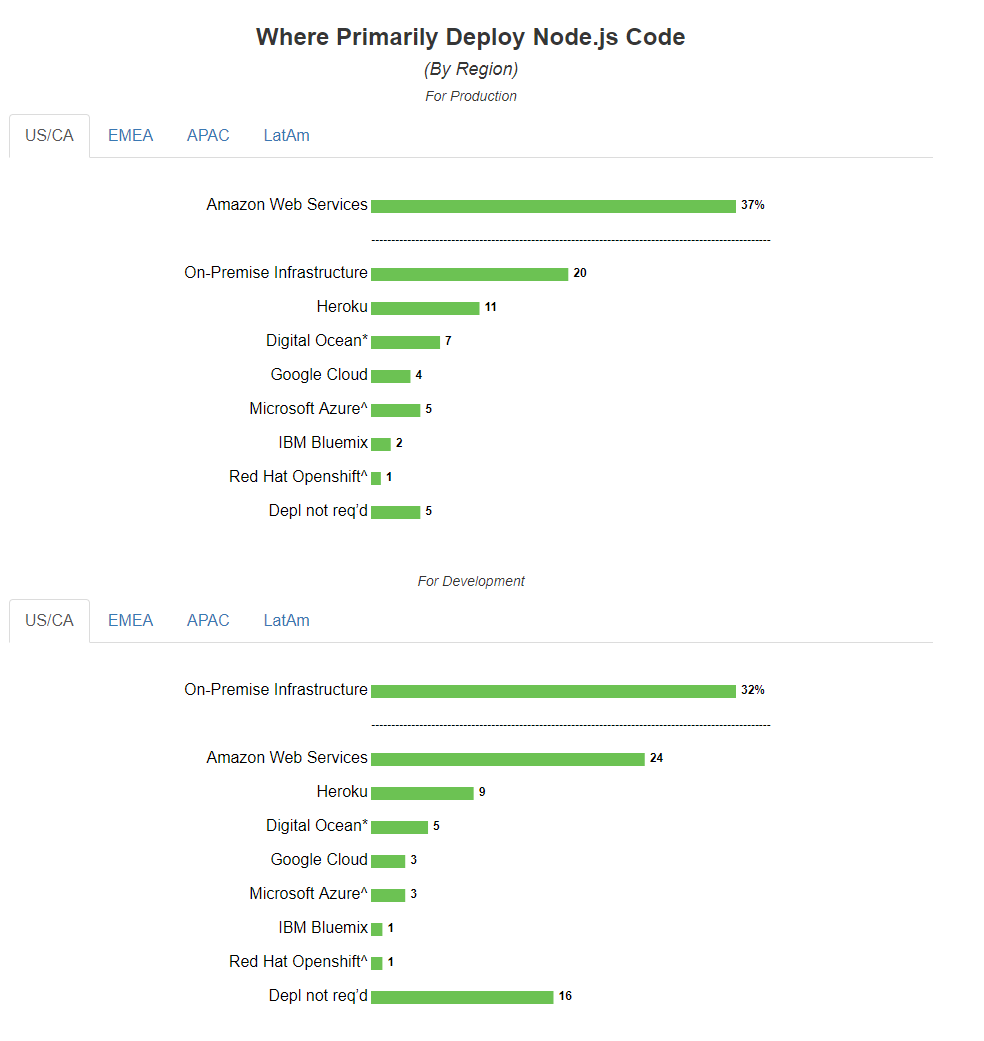 Where Primarily Deploy Node.js Code
(By Region)
For Production
US/CA EMEA APAC LatAm
Amazon Web Services 37%
On-Premise Infrastructure 20
Heroku 11
Digital Ocean* 7
Google Cloud 4
Microsoft Azure^ 5
IBM Bluemix 2
Red Hat Openshift^ 1
Depl not req'd 5
For Development
US/CA EMEA APAC LatAm
On-Premise Infrastructure 32%
Amazon Web Services 24
Heroku 9
Digital Ocean* 5
Google Cloud 3
Microsoft Azure^ 3
IBM Bluemix 1
Red Hat Openshift^ 1
Depl not req'd 16